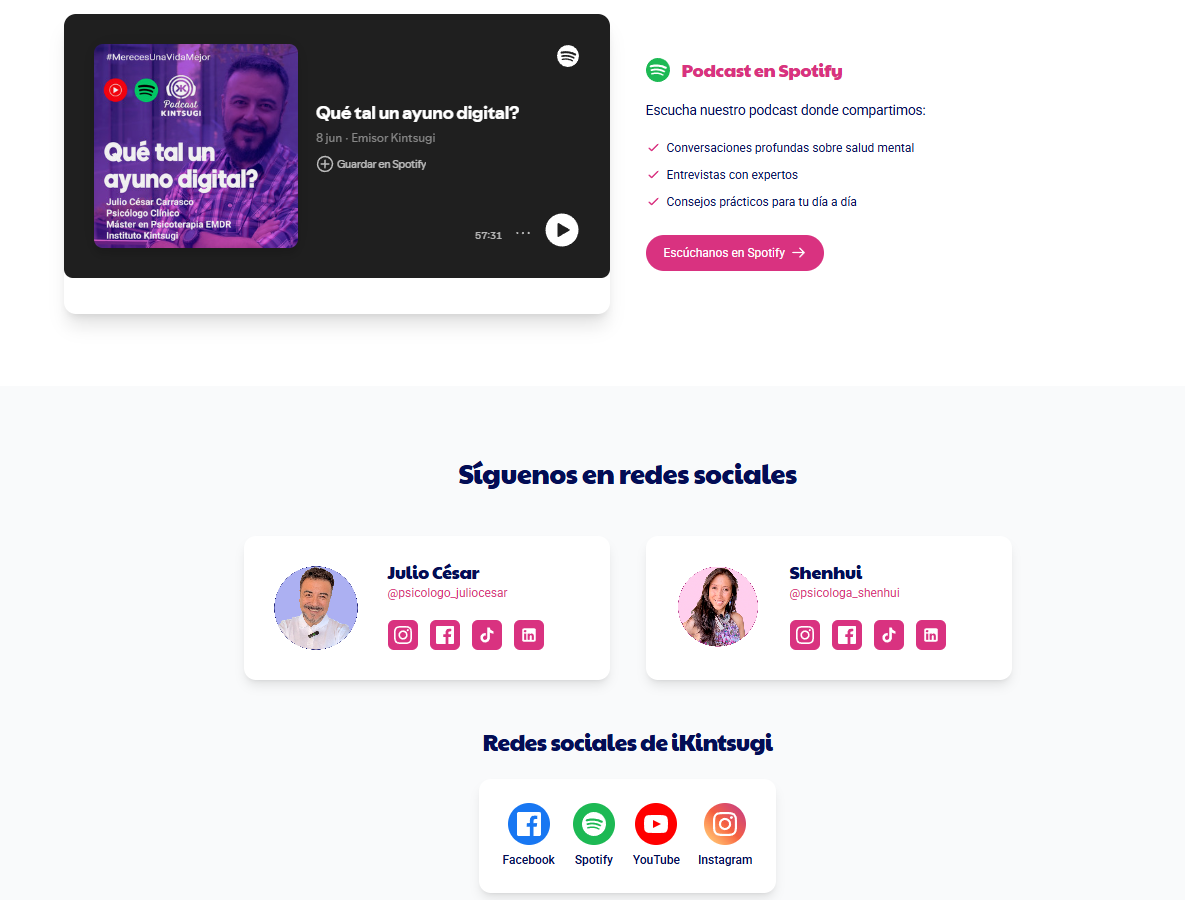 #MerecesUnaVidaMejor
Podcast
KINTSUGI
Qué tal un
ayuno digital?
Julio César Carrasco
Psicólogo Clínico
Máster en Psicoterapia EMDR
Instituto Kintsugi
Qué tal un ayuno digital?
8 jun · Emisor Kintsugi
Guardar en Spotify
57:31
Podcast en Spotify
Escucha nuestro podcast donde compartimos:
Conversaciones profundas sobre salud mental
Entrevistas con expertos
Consejos prácticos para tu día a día
Escúchanos en Spotify →
Síguenos en redes sociales
Julio César
@psicologo_juliocesar
Shenhui
@psicologa_shenhui
Redes sociales de iKintsugi
Facebook
Spotify
YouTube
Instagram